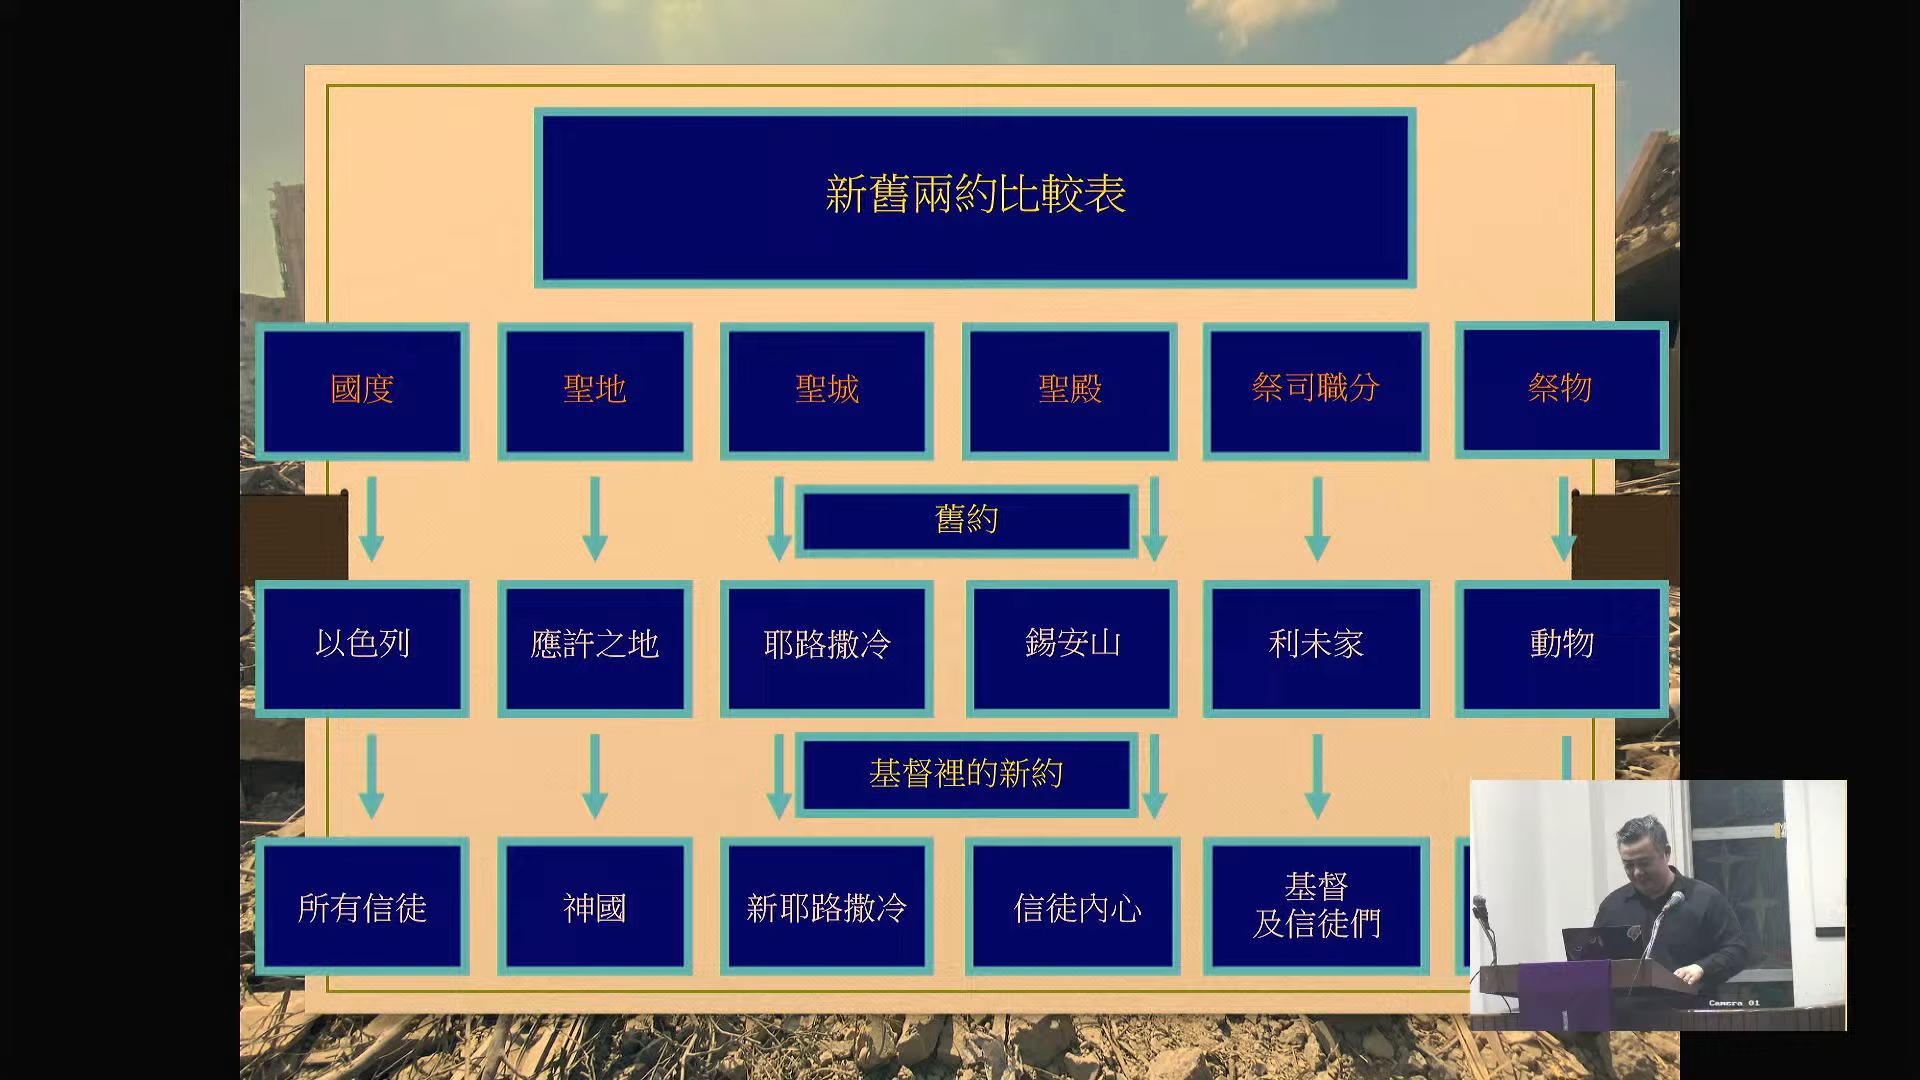 新舊兩約比較表
國度
聖地
聖城
聖殿
祭司職分
祭物
舊約
以色列
應許之地
耶路撒冷
錫安山
利未家
動物
基督裡的新約
所有信徒
神國
新耶路撒冷
信徒內心
基督
及信徒們
Camera 01